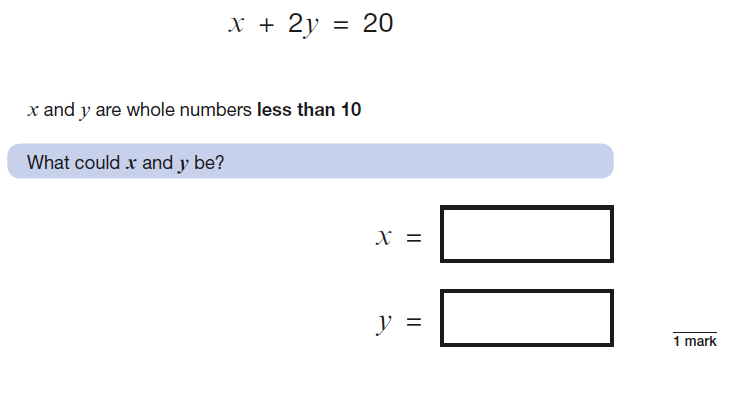 x + 2y = 20
x and y are whole numbers less than 10
What could x and y be?
x =
y =
1 mark